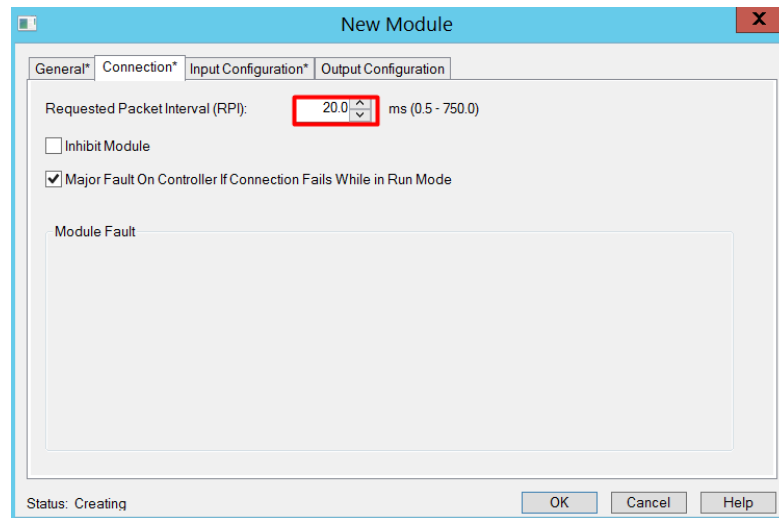 New Module
X
General* Connection* Input Configuration* Output Configuration
Requested Packet Interval (RPI): 20.0 ms (0.5 - 750.0)
Inhibit Module
Major Fault On Controller If Connection Fails While in Run Mode
Module Fault
Status: Creating OK Cancel Help